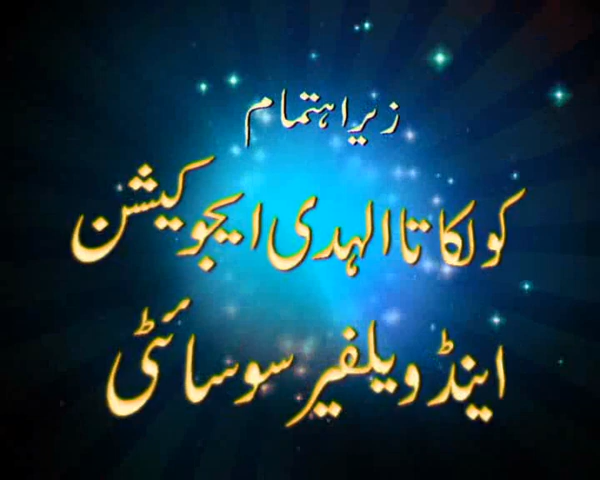 زیر اہتمام
کولکاتا الہدی ایجوکیشن
اینڈ ویلفیر سوسائٹی